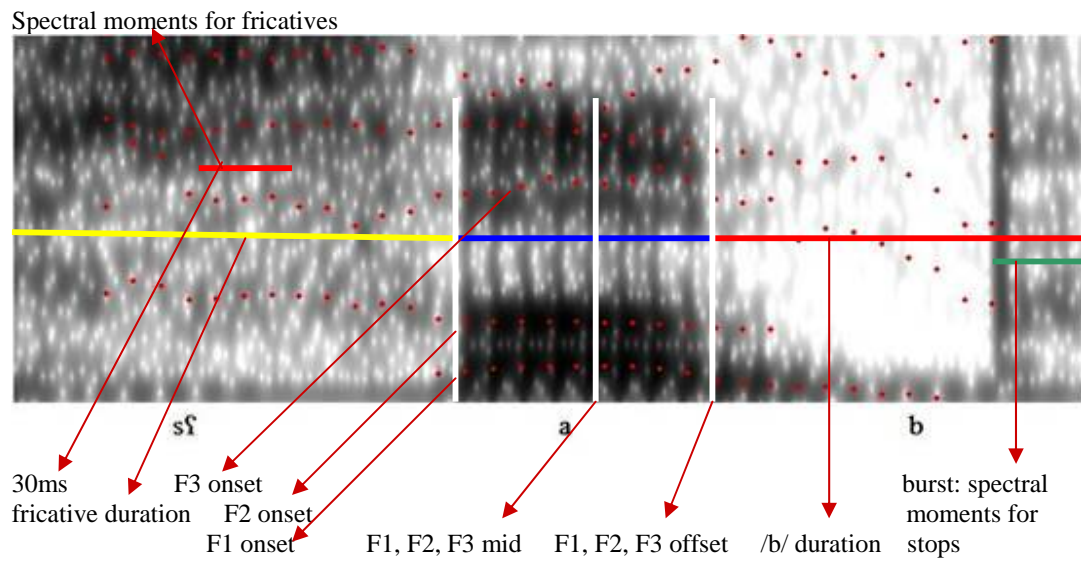 Spectral moments for fricatives
sʕ a b
30ms F3 onset burst: spectral
fricative duration F2 onset moments for
F1 onset F1, F2, F3 mid F1, F2, F3 offset /b/ duration stops